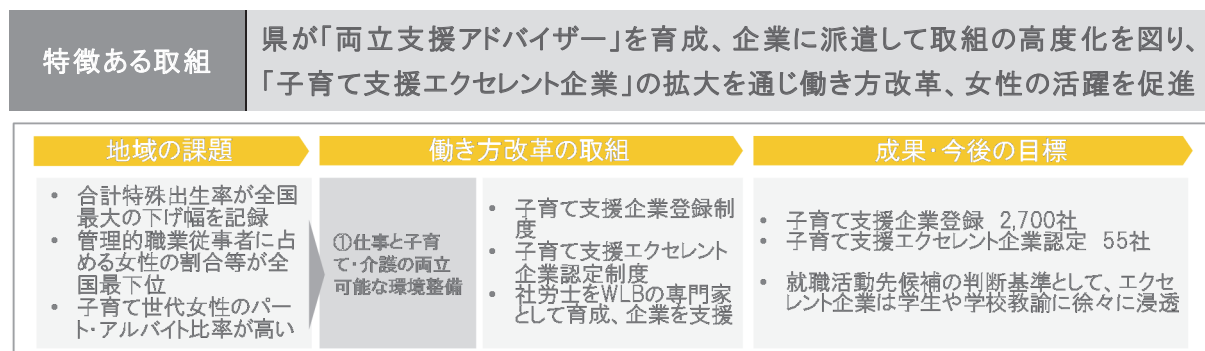 特徴ある取組
県が「両立支援アドバイザー」を育成、企業に派遣して取組の高度化を図り、
「子育て支援エクセレント企業」の拡大を通じ働き方改革、女性の活躍を促進
地域の課題
• 合計特殊出生率が全国
最大の下げ幅を記録
• 管理的職業従事者に占
める女性の割合等が全
国最下位
• 子育て世代女性のパー
ト・アルバイト比率が高い
働き方改革の取組
①仕事と子育
て・介護の両立
可能な環境整備
• 子育て支援企業登録制
度
• 子育て支援エクセレント
企業認定制度
• 社労士をWLBの専門家
として育成、企業を支援
成果・今後の目標
• 子育て支援企業登録 2,700社
• 子育て支援エクセレント企業認定 55社
• 就職活動先候補の判断基準として、エクセ
レント企業は学生や学校教諭に徐々に浸透